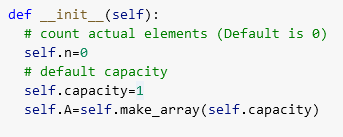 def __init__(self):
  # count actual elements (Default is 0)
  self.n=0
  # default capacity
  self.capacity=1
  self.A=self.make_array(self.capacity)